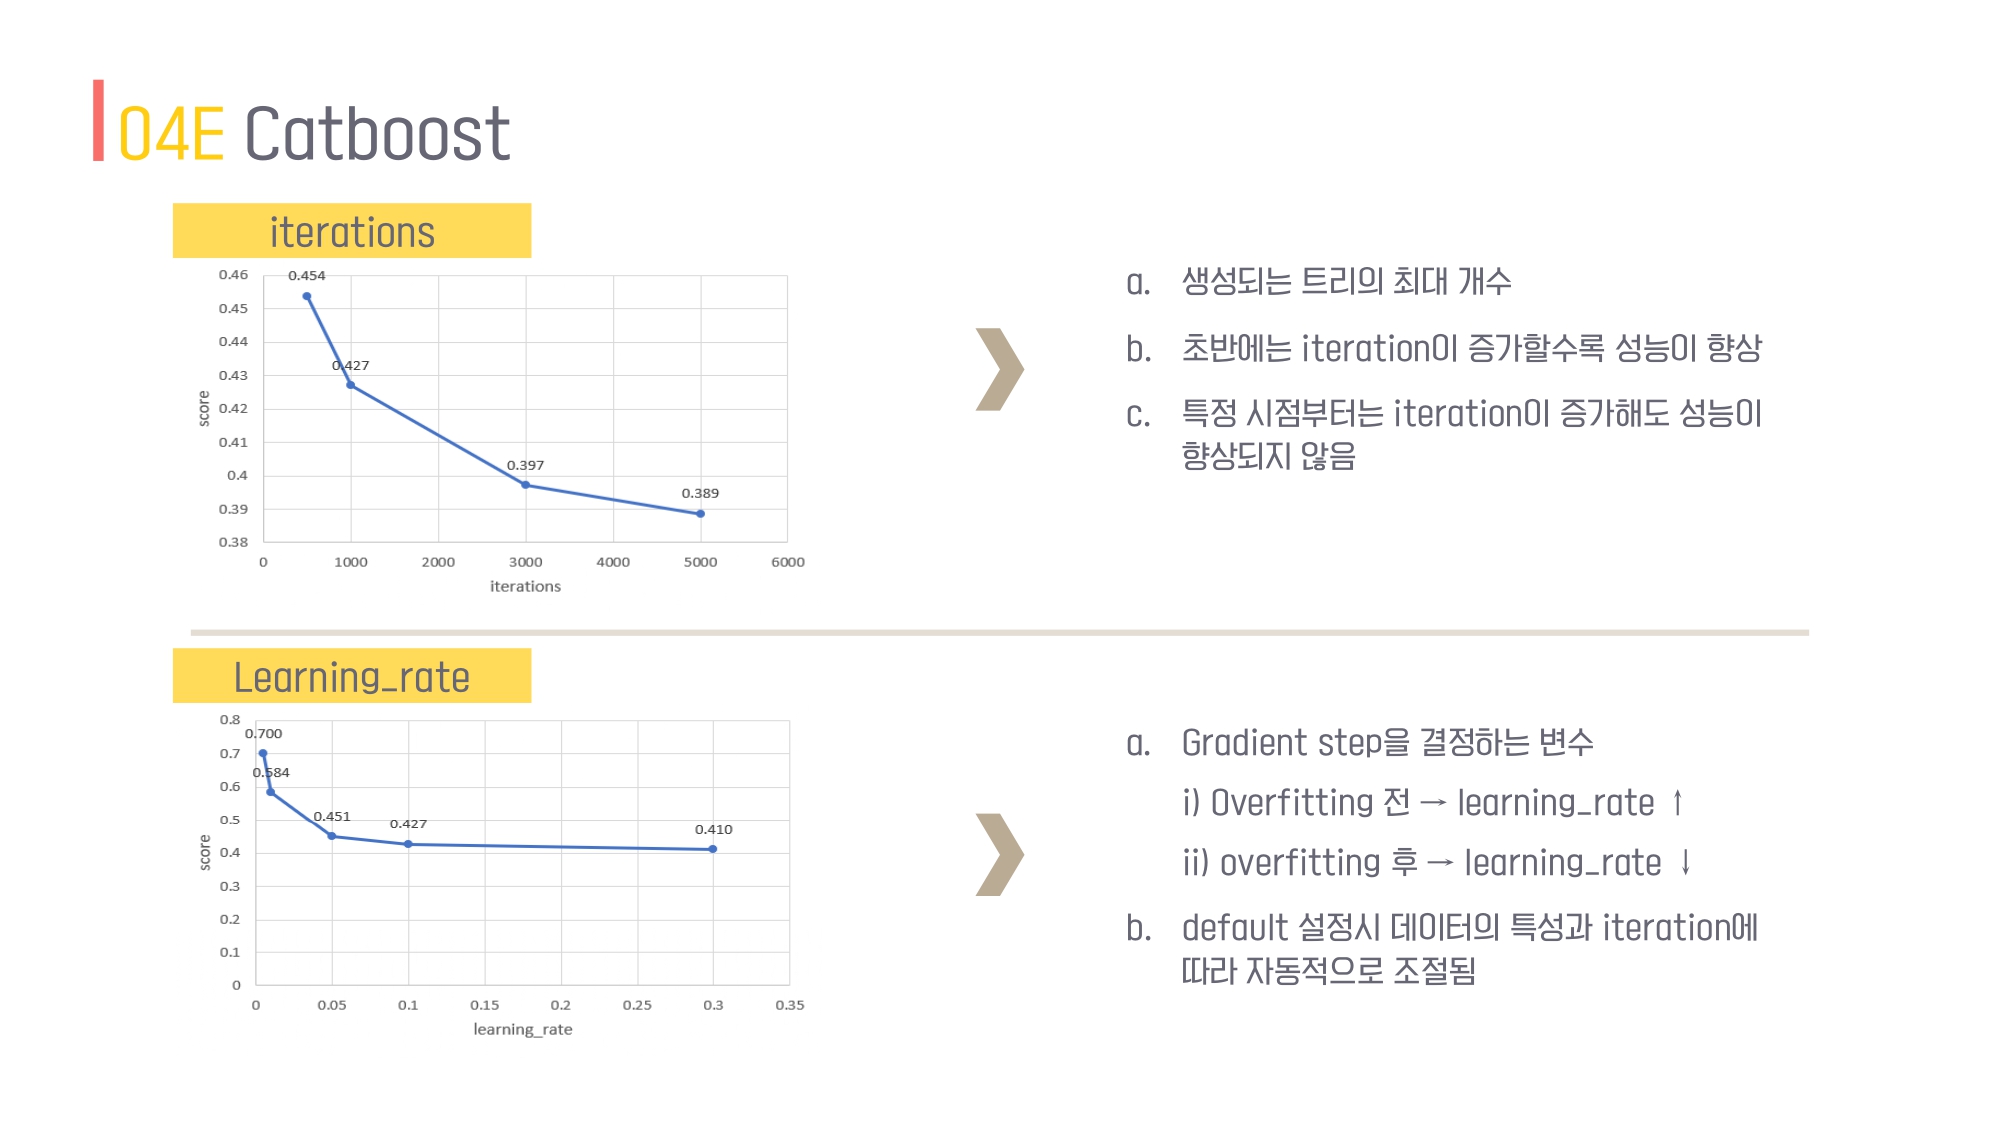 04E Catboost
iterations
0.46
0.45
0.44
0.43
0.42
0.41
0.4
0.39
0.38
score
0.454
0.427
0.397
0.389
0 1000 2000 3000 4000 5000 6000
iterations
a. 생성되는 트리의 최대 개수
b. 초반에는 iteration이 증가할수록 성능이 향상
c. 특정 시점부터는 iteration이 증가해도 성능이
향상되지 않음
Learning_rate
0.8
0.7
0.6
0.5
0.4
0.3
0.2
0.1
0
score
0.700
0.584
0.451
0.427
0.410
0 0.05 0.1 0.15 0.2 0.25 0.3 0.35
learning_rate
a. Gradient step을 결정하는 변수
i) Overfitting 전 → learning_rate ↑
ii) overfitting 후 → learning_rate ↓
b. default 설정시 데이터의 특성과 iteration에
따라 자동적으로 조절됨